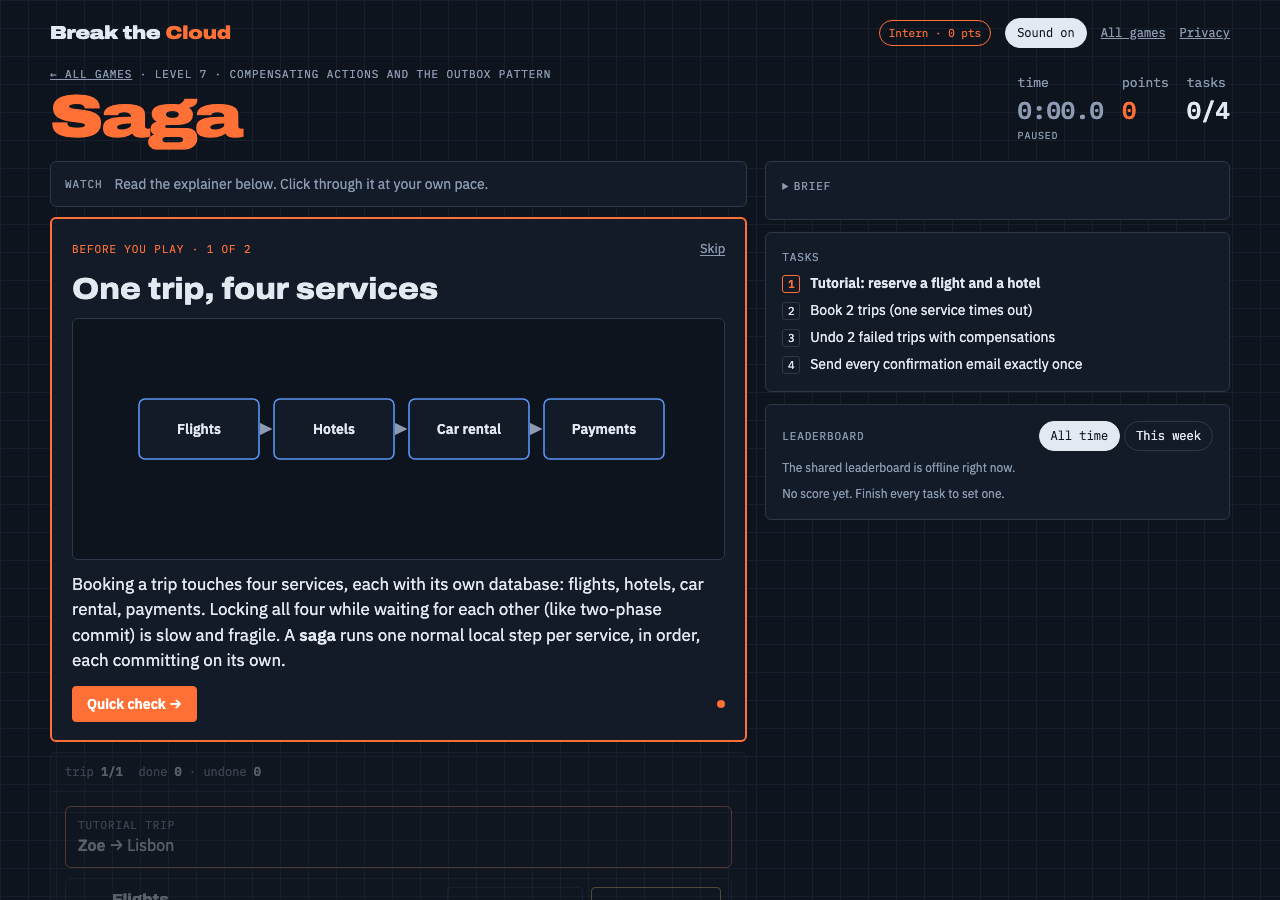 Break the Cloud
Intern · 0 pts
Sound on
All games
Privacy
← ALL GAMES · LEVEL 7 · COMPENSATING ACTIONS AND THE OUTBOX PATTERN
Saga
time
0:00.0
PAUSED
points
0
tasks
0/4
WATCH Read the explainer below. Click through it at your own pace.
BEFORE YOU PLAY · 1 OF 2
Skip
One trip, four services
Flights
Hotels
Car rental
Payments
Booking a trip touches four services, each with its own database: flights, hotels, car
rental, payments. Locking all four while waiting for each other (like two-phase
commit) is slow and fragile. A saga runs one normal local step per service, in order,
each committing on its own.
Quick check →
trip 1/1 done 0 · undone 0
TUTORIAL TRIP
Zoe → Lisbon
Flights
BRIEF
TASKS
1 Tutorial: reserve a flight and a hotel
2 Book 2 trips (one service times out)
3 Undo 2 failed trips with compensations
4 Send every confirmation email exactly once
LEADERBOARD
All time
This week
The shared leaderboard is offline right now.
No score yet. Finish every task to set one.